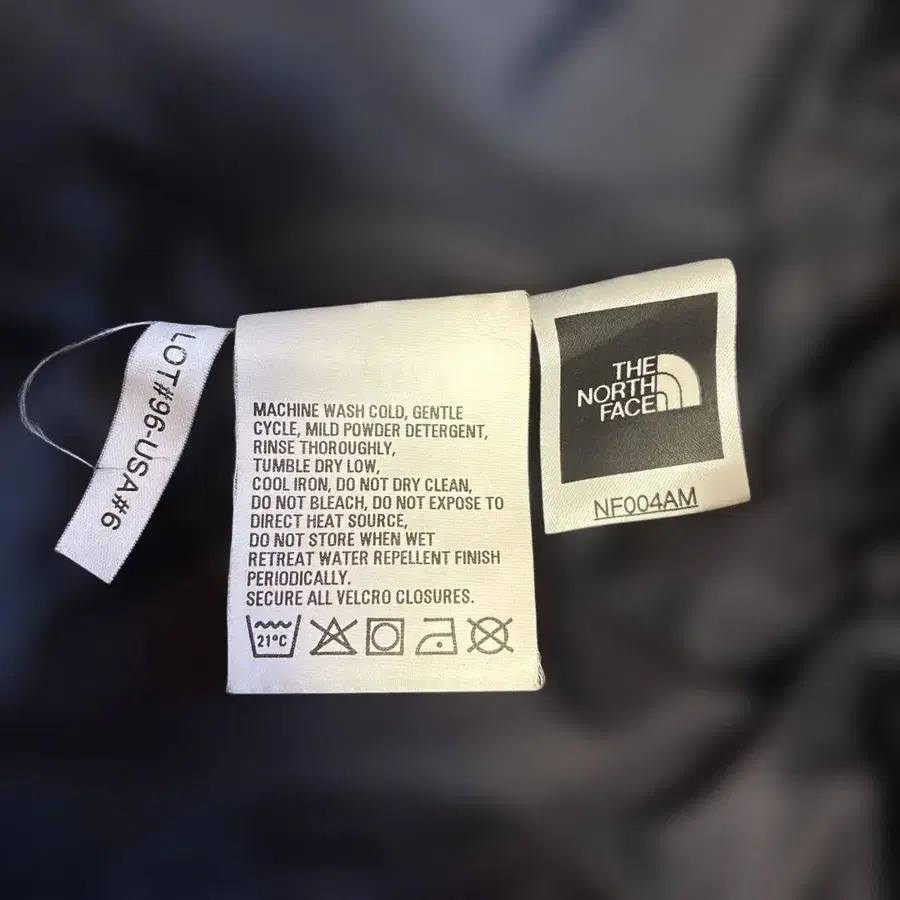 LOT#96-USA#6
MACHINE WASH COLD, GENTLE
CYCLE, MILD POWDER DETERGENT,
RINSE THOROUGHLY,
TUMBLE DRY LOW,
COOL IRON, DO NOT DRY CLEAN,
DO NOT BLEACH, DO NOT EXPOSE TO
DIRECT HEAT SOURCE,
DO NOT STORE WHEN WET
RETREAT WATER REPELLENT FINISH
PERIODICALLY.
SECURE ALL VELCRO CLOSURES.
21°C
THE
NORTH
FACE
NF004AM